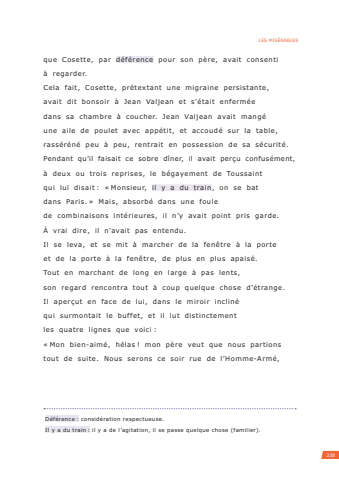 LES MISÉRABLES
que Cosette, par déférence pour son père, avait consenti
à regarder.
Cela fait, Cosette, prétextant une migraine persistante,
avait dit bonsoir à Jean Valjean et s’était enfermée
dans sa chambre à coucher. Jean Valjean avait mangé
une aile de poulet avec appétit, et accoudé sur la table,
rasséréné peu à peu, rentrait en possession de sa sécurité.
Pendant qu’il faisait ce sobre dîner, il avait perçu confusément,
à deux ou trois reprises, le bégayement de Toussaint
qui lui disait : « Monsieur, il y a du train, on se bat
dans Paris. » Mais, absorbé dans une foule
de combinaisons intérieures, il n’y avait point pris garde.
À vrai dire, il n’avait pas entendu.
Il se leva, et se mit à marcher de la fenêtre à la porte
et de la porte à la fenêtre, de plus en plus apaisé.
Tout en marchant de long en large à pas lents,
son regard rencontra tout à coup quelque chose d’étrange.
Il aperçut en face de lui, dans le miroir incliné
qui surmontait le buffet, et il lut distinctement
les quatre lignes que voici :
« Mon bien-aimé, hélas ! mon père veut que nous partions
tout de suite. Nous serons ce soir rue de l’Homme-Armé,
Déférence : considération respectueuse.
Il y a du train : il y a de l’agitation, il se passe quelque chose (familier).
239